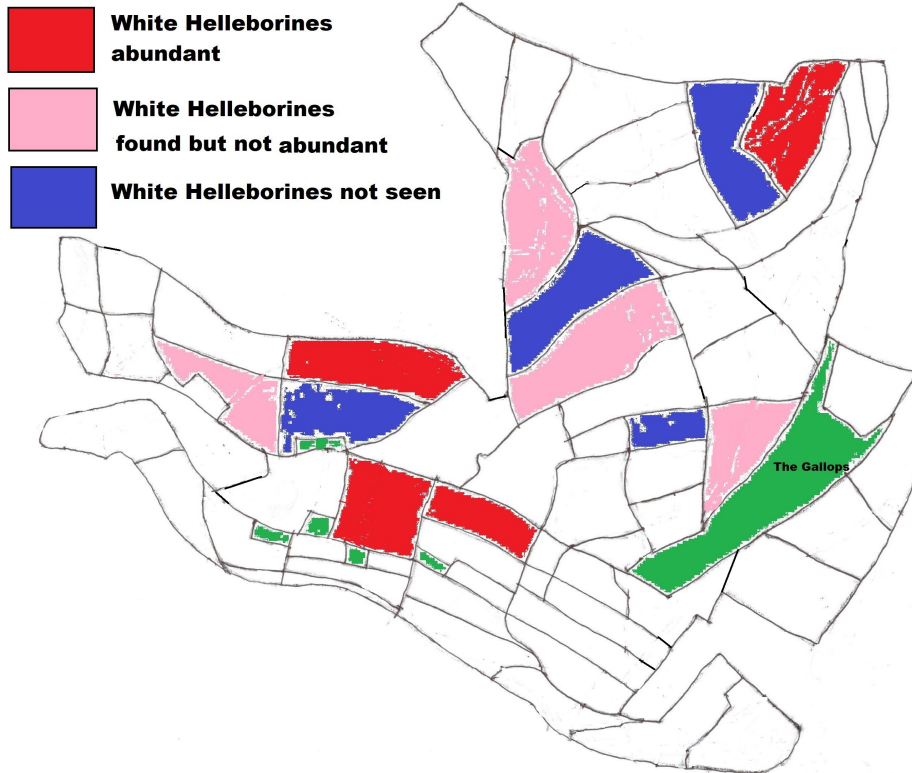 White Helleborines
abundant
White Helleborines
found but not abundant
White Helleborines not seen
The Gallops